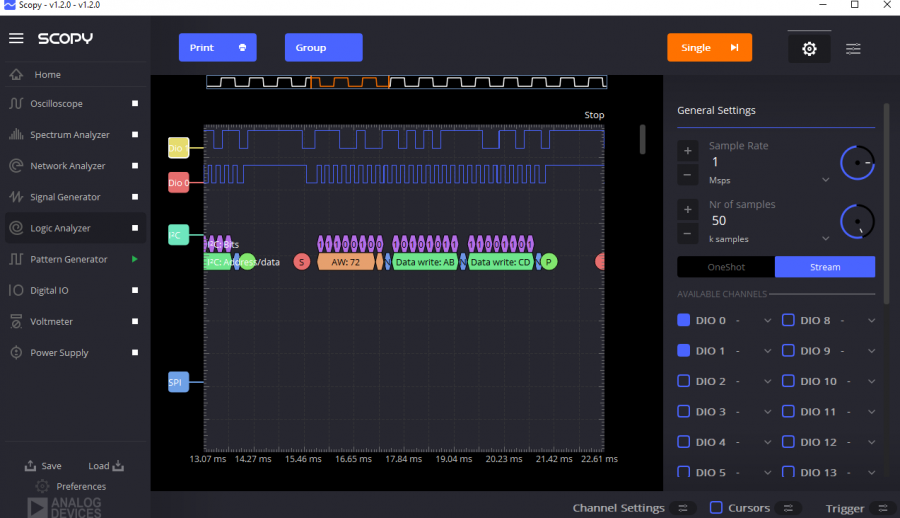 Scopy - v1.2.0 - v1.2.0
SCOPY
Print
Group
Single
Home
Oscilloscope
Spectrum Analyzer
Network Analyzer
Signal Generator
Logic Analyzer
Pattern Generator
Digital IO
Voltmeter
Power Supply
Save
Load
Preferences
ANALOG
DEVICES
Stop
DIO 1
DIO 0
I²C
I²C: Bits
11100100 10101011 11001101
I²C: Address/data
S
AW: 72
Data write: AB
Data write: CD
P
SPI
13.07 ms 14.27 ms 15.46 ms 16.65 ms 17.84 ms 19.04 ms 20.23 ms 21.42 ms 22.61 ms
General Settings
Sample Rate
1
Msps
Nr of samples
50
k samples
OneShot
Stream
AVAILABLE CHANNELS
DIO 0 - DIO 8 -
DIO 1 - DIO 9 -
DIO 2 - DIO 10 -
DIO 3 - DIO 11 -
DIO 4 - DIO 12 -
DIO 5 - DIO 13 -
Channel Settings
Cursors
Trigger